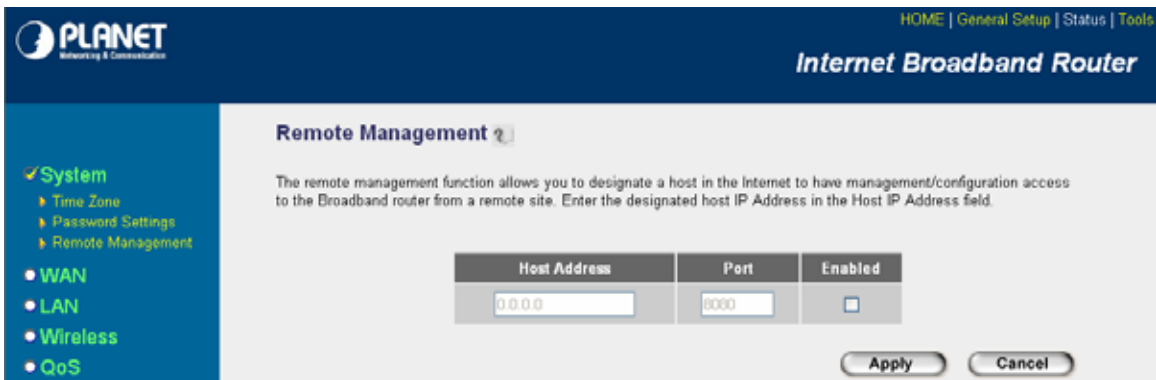 PLANET
Networking & Communication
HOME | General Setup | Status | Tools
Internet Broadband Router
System
Time Zone
Password Settings
Remote Management
WAN
LAN
Wireless
QoS
Remote Management
The remote management function allows you to designate a host in the Internet to have management/configuration access
to the Broadband router from a remote site. Enter the designated host IP Address in the Host IP Address field.
Host Address Port Enabled
0.0.0.0 8080
Apply Cancel